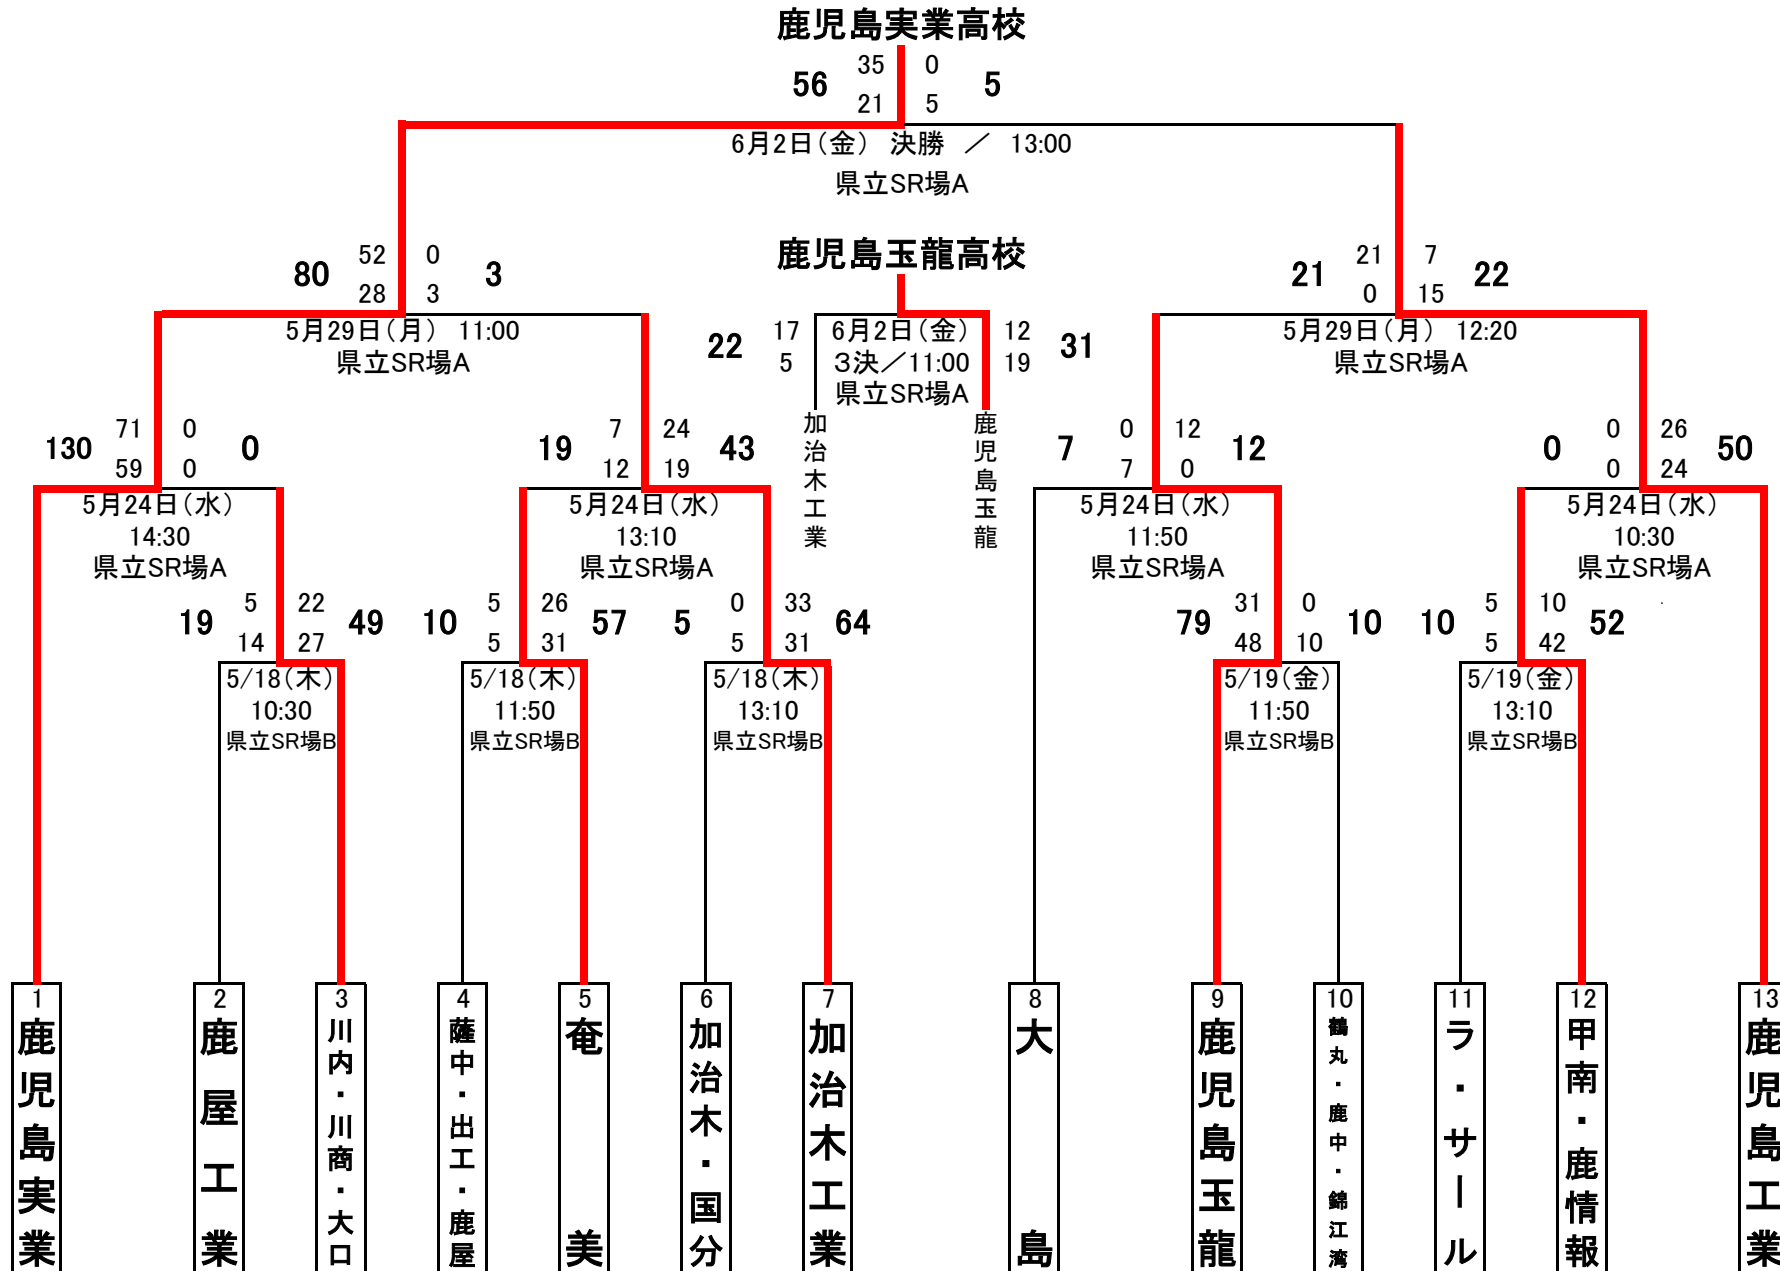 鹿児島実業高校
56 35 0 5
21 5
6月2日(金) 決勝 ／ 13:00
県立SR場A
鹿児島玉龍高校
80 52 0 3
28 3
5月29日(月) 11:00
県立SR場A
22 17 5
6月2日(金)
3決／11:00
県立SR場A
12 19 31
加治木工業
鹿児島玉龍
21 21 7 22
0 15
5月29日(月) 12:20
県立SR場A
130 71 0 0
59 0
5月24日(水)
14:30
県立SR場A
19 7 24 43
12 19
5月24日(水)
13:10
県立SR場A
7 0 12 12
7 0
5月24日(水)
11:50
県立SR場A
0 0 26 50
0 24
5月24日(水)
10:30
県立SR場A
19 5 22 49
14 27
5/18(木)
10:30
県立SR場B
10 5 26 57
5 31
5/18(木)
11:50
県立SR場B
5 0 33 64
5 31
5/18(木)
13:10
県立SR場B
79 31 0 10
48 10
5/19(金)
11:50
県立SR場B
10 5 10 52
5 42
5/19(金)
13:10
県立SR場B
1 鹿児島実業
2 鹿屋工業
3 川内・川商・大口
4 薩中・出工・鹿屋
5 奄美
6 加治木・国分
7 加治木工業
8 大島
9 鹿児島玉龍
10 鶴丸・鹿中・錦江湾
11 ラ・サール
12 甲南・鹿情報
13 鹿児島工業